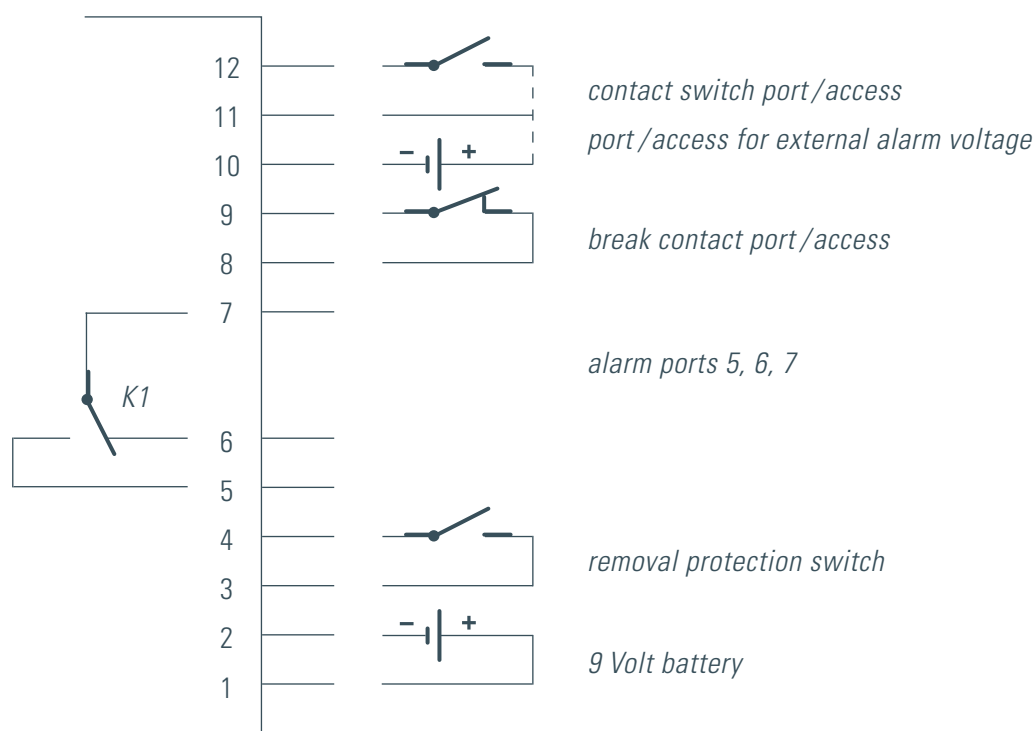 12
contact switch port/access
11
port/access for external alarm voltage
10
- +
9
break contact port/access
8
7
alarm ports 5, 6, 7
K1
6
5
4
removal protection switch
3
- +
2
9 Volt battery
1